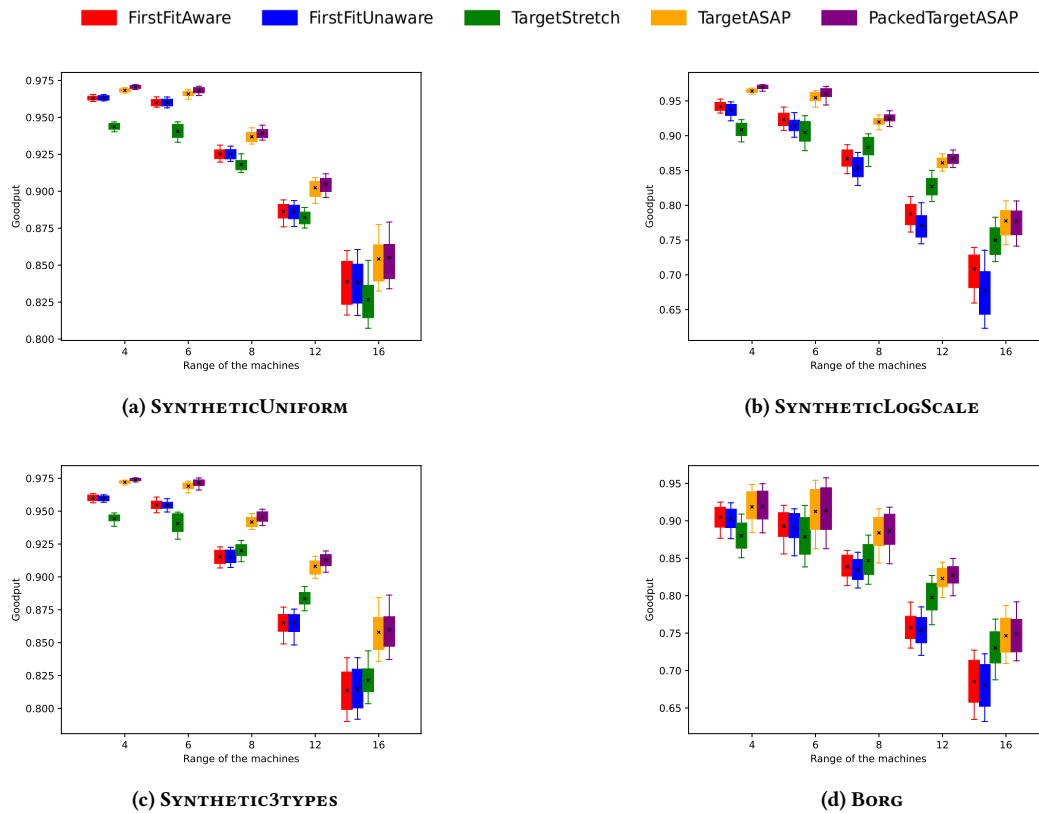 FirstFitAware FirstFitUnaware TargetStretch TargetASAP PackedTargetASAP
0.975
0.950
0.925
0.900
0.875
0.850
0.825
0.800
Goodput
4 6 8 12 16
Range of the machines
(a) SyntheticUniform
0.95
0.90
0.85
0.80
0.75
0.70
0.65
Goodput
4 6 8 12 16
Range of the machines
(b) SyntheticLogScale
0.975
0.950
0.925
0.900
0.875
0.850
0.825
0.800
Goodput
4 6 8 12 16
Range of the machines
(c) Synthetic3types
0.95
0.90
0.85
0.80
0.75
0.70
0.65
Goodput
4 6 8 12 16
Range of the machines
(d) Borg